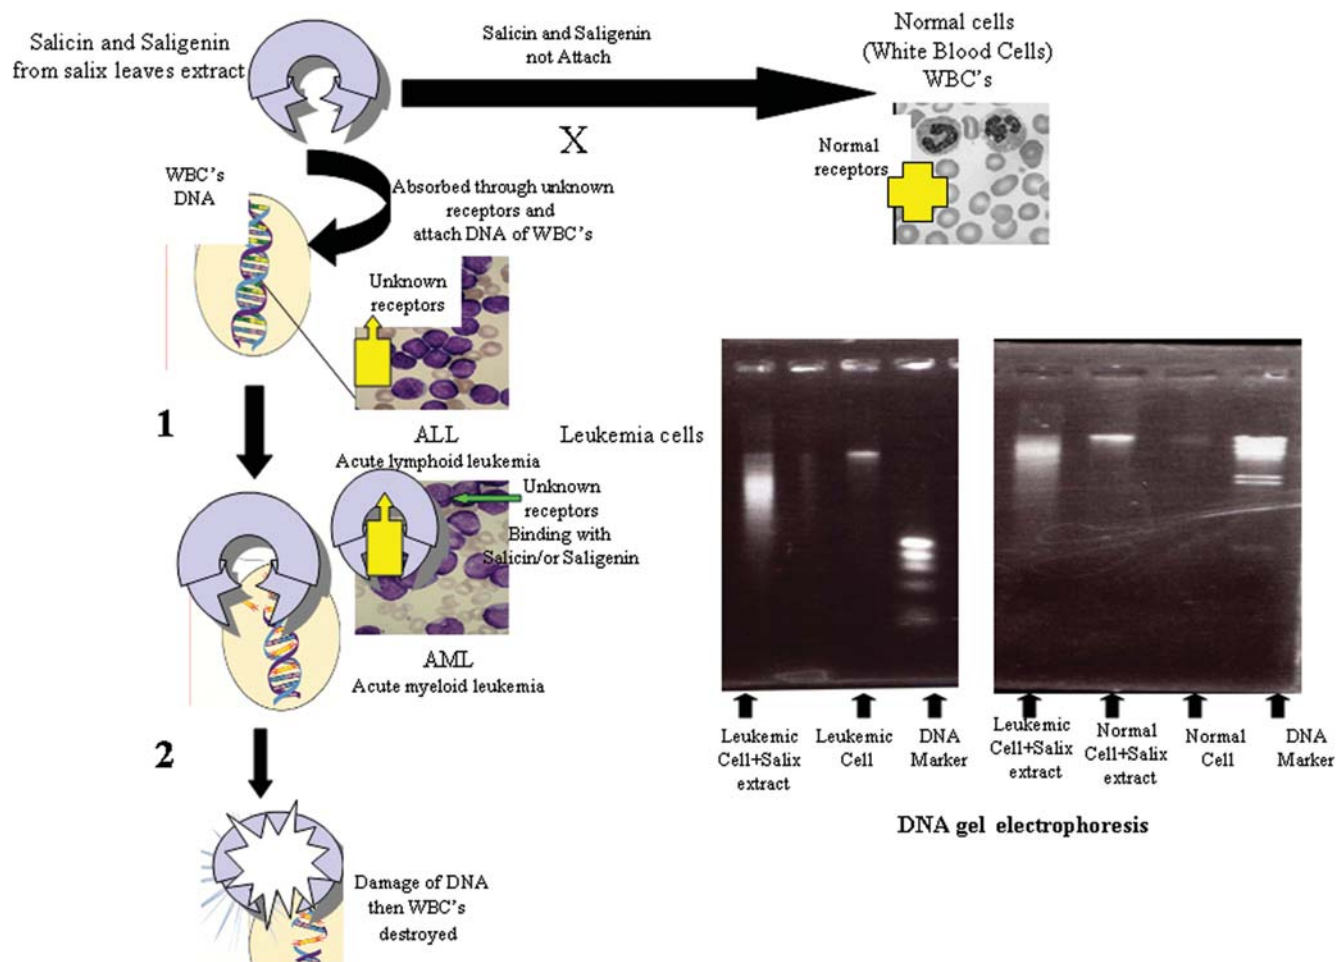 Salicin and Saligenin
from salix leaves extract
Salicin and Saligenin
not Attach
X
Normal cells
(White Blood Cells)
WBC's
Normal
receptors
WBC's
DNA
Absorbed through unknown
receptors and
attach DNA of WBC's
Unknown
receptors
1
ALL
Acute lymphoid leukemia
Leukemia cells
Unknown
receptors
Binding with
Salicin/or Saligenin
AML
Acute myeloid leukemia
2
Damage of DNA
then WBC's
destroyed
Leukemic
Cell+Salix
extract
Leukemic
Cell
DNA
Marker
Leukemic
Cell+Salix
extract
Normal
Cell+Salix
extract
Normal
Cell
DNA
Marker
DNA gel electrophoresis